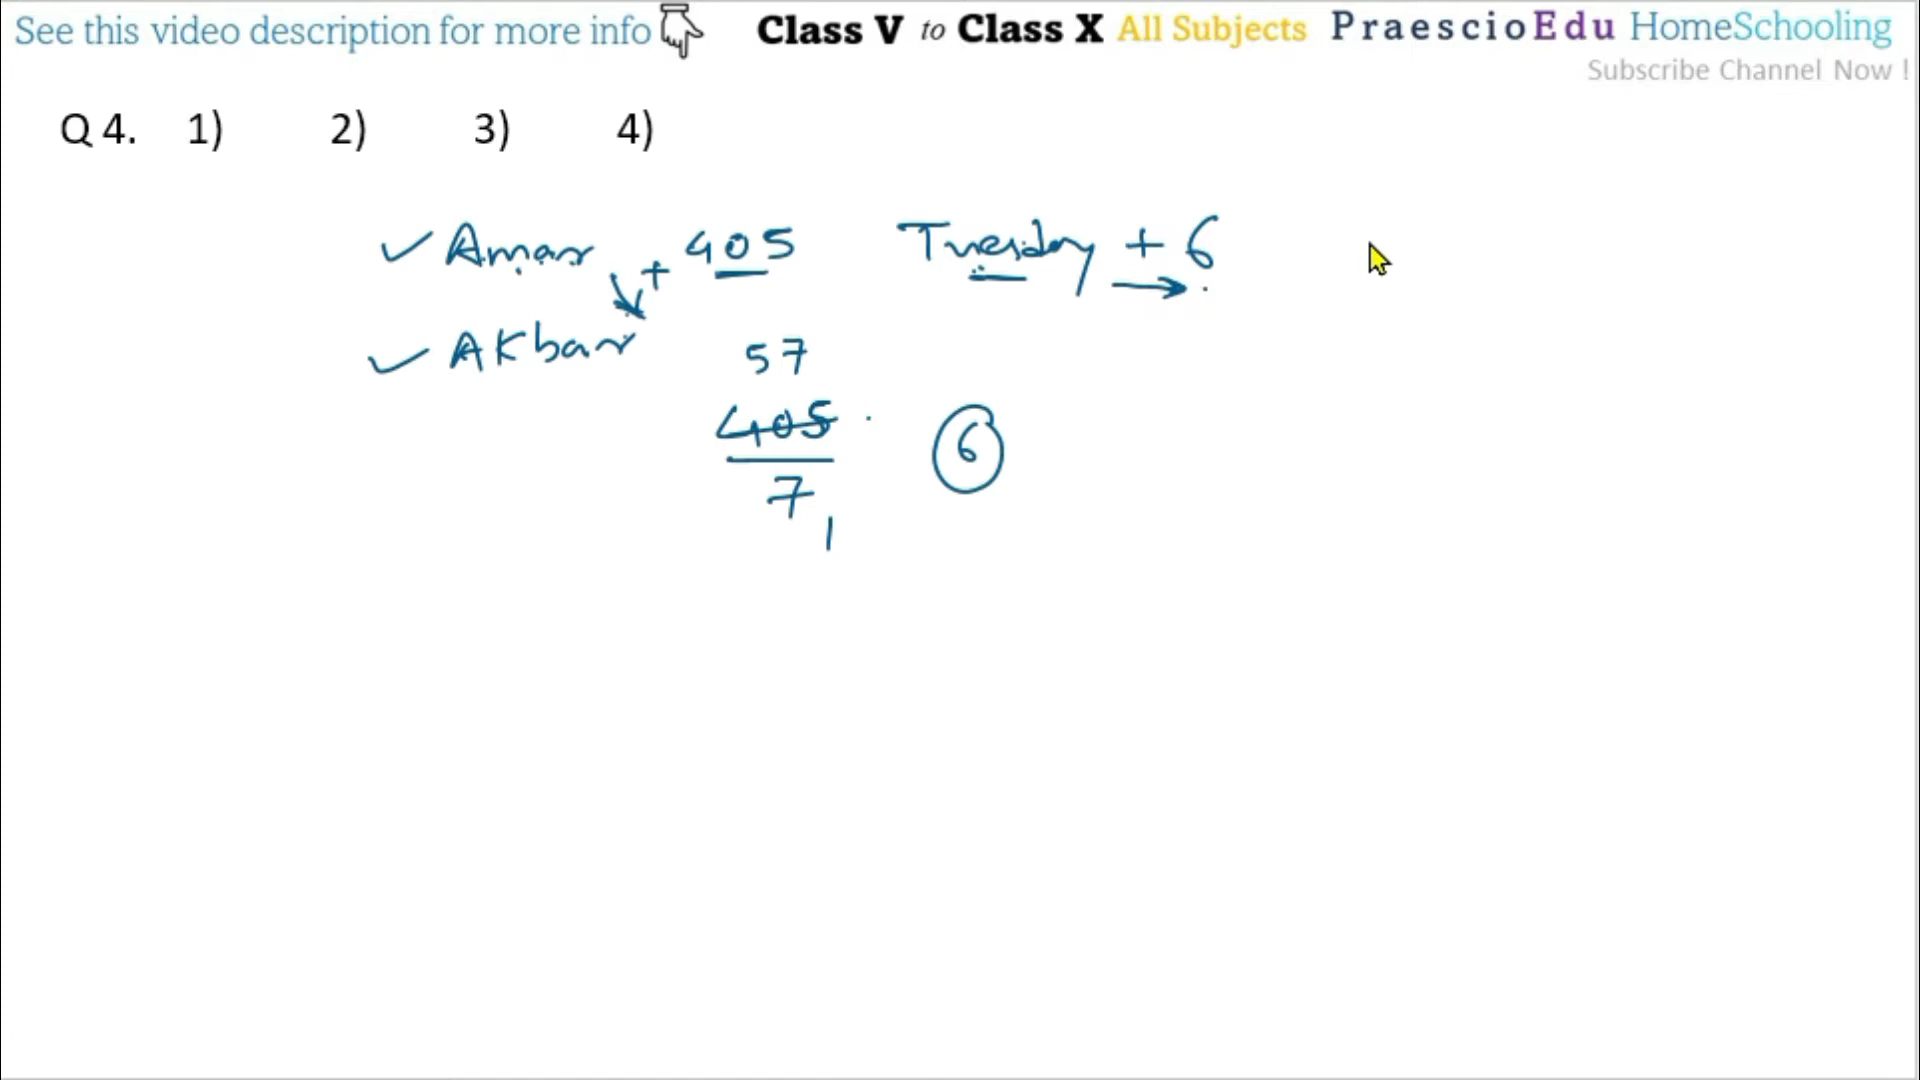 See this video description for more info Class V to Class X All Subjects PraescioEdu HomeSchooling
Subscribe Channel Now !
Q 4. 1) 2) 3) 4)
✓ Amar + 405 Tuesday + 6
✓ Akbar 57
405 6
7
1